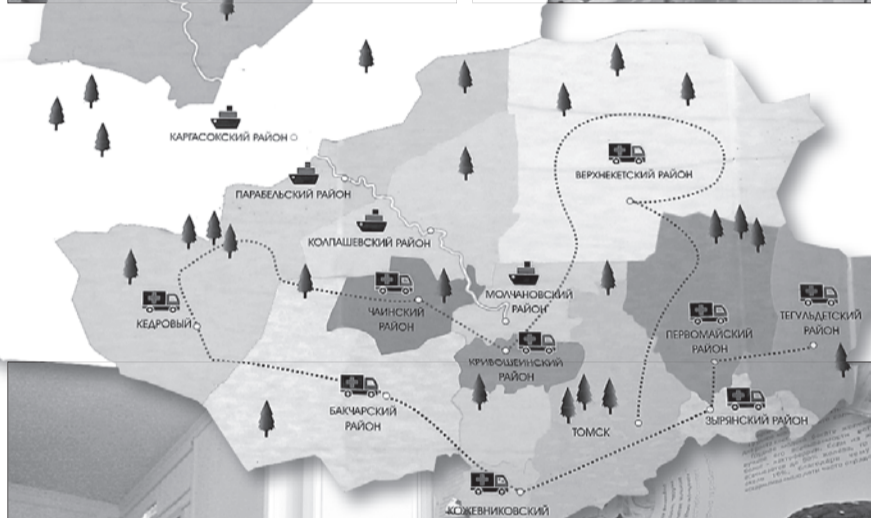 КАРГАСОКСКИЙ РАЙОН
ПАРАБЕЛЬСКИЙ РАЙОН
ВЕРХНЕКЕТСКИЙ РАЙОН
КОЛПАШЕВСКИЙ РАЙОН
МОЛЧАНОВСКИЙ
РАЙОН
ЧАИНСКИЙ
РАЙОН
КЕДРОВЫЙ
ТЕГУЛЬДЕТСКИЙ
РАЙОН
ПЕРВОМАЙСКИЙ
РАЙОН
КРИВОШЕИНСКИЙ
РАЙОН
БАКЧАРСКИЙ
РАЙОН
ТОМСК
ЗЫРЯНСКИЙ РАЙОН
КОЖЕВНИКОВСКИЙ